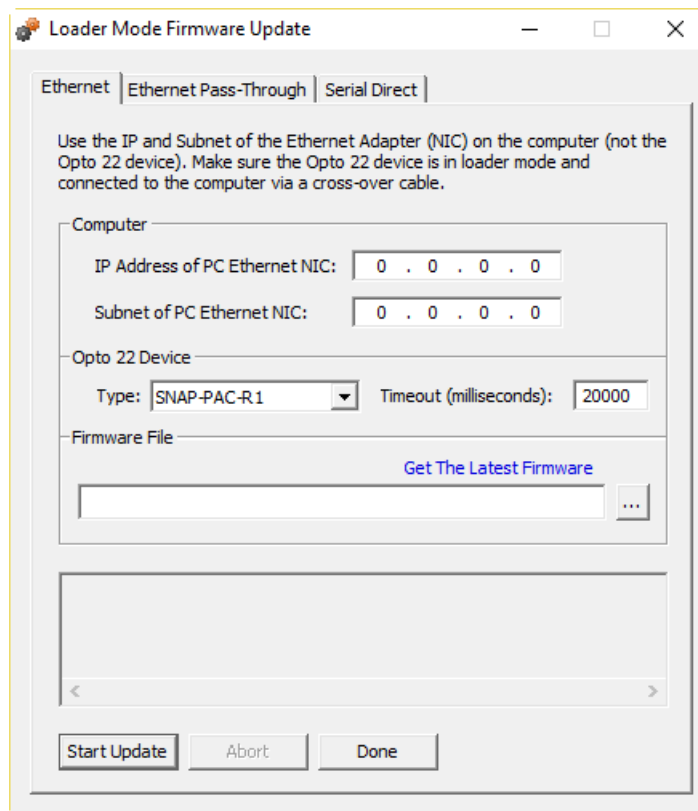 Loader Mode Firmware Update
Ethernet Ethernet Pass-Through Serial Direct
Use the IP and Subnet of the Ethernet Adapter (NIC) on the computer (not the
Opto 22 device). Make sure the Opto 22 device is in loader mode and
connected to the computer via a cross-over cable.
Computer
IP Address of PC Ethernet NIC: 0 . 0 . 0 . 0
Subnet of PC Ethernet NIC: 0 . 0 . 0 . 0
Opto 22 Device
Type: SNAP-PAC-R1 Timeout (milliseconds): 20000
Firmware File
Get The Latest Firmware
...
Start Update Abort Done